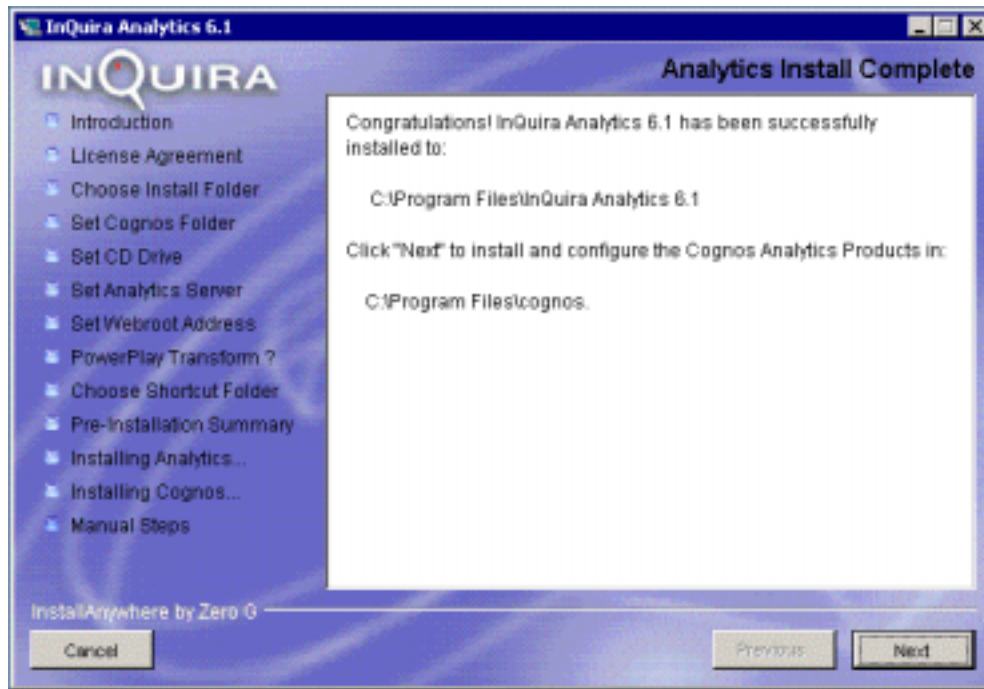 InQuira Analytics 6.1
INQUIRA
Analytics Install Complete
Introduction
License Agreement
Choose Install Folder
Set Cognos Folder
Set CD Drive
Set Analytics Server
Set Webroot Address
PowerPlay Transform ?
Choose Shortcut Folder
Pre-Installation Summary
Installing Analytics...
Installing Cognos...
Manual Steps
Congratulations! InQuira Analytics 6.1 has been successfully
installed to:
C:\Program Files\InQuira Analytics 6.1
Click "Next" to install and configure the Cognos Analytics Products in:
C:\Program Files\cognos.
InstallAnywhere by Zero G
Cancel
Previous
Next